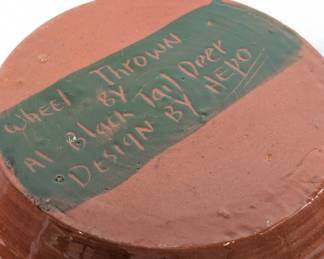 Wheel Thrown
By
Al Black Tail Deer
DESIGN BY HEPO